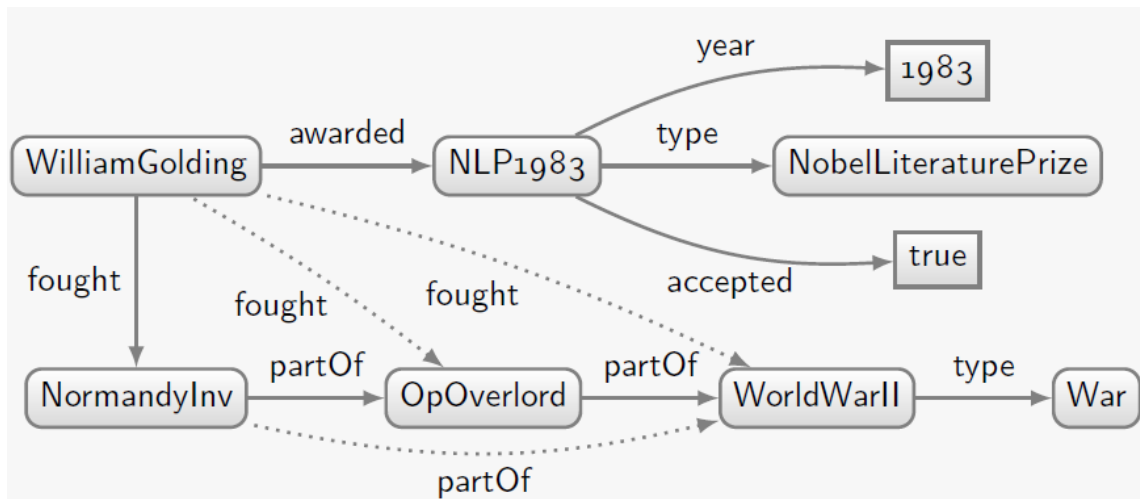 year
1983
awarded
type
WilliamGolding
NLP1983
NobelLiteraturePrize
true
accepted
fought
fought
fought
partOf
partOf
type
NormandyInv
OpOverlord
WorldWarII
War
partOf